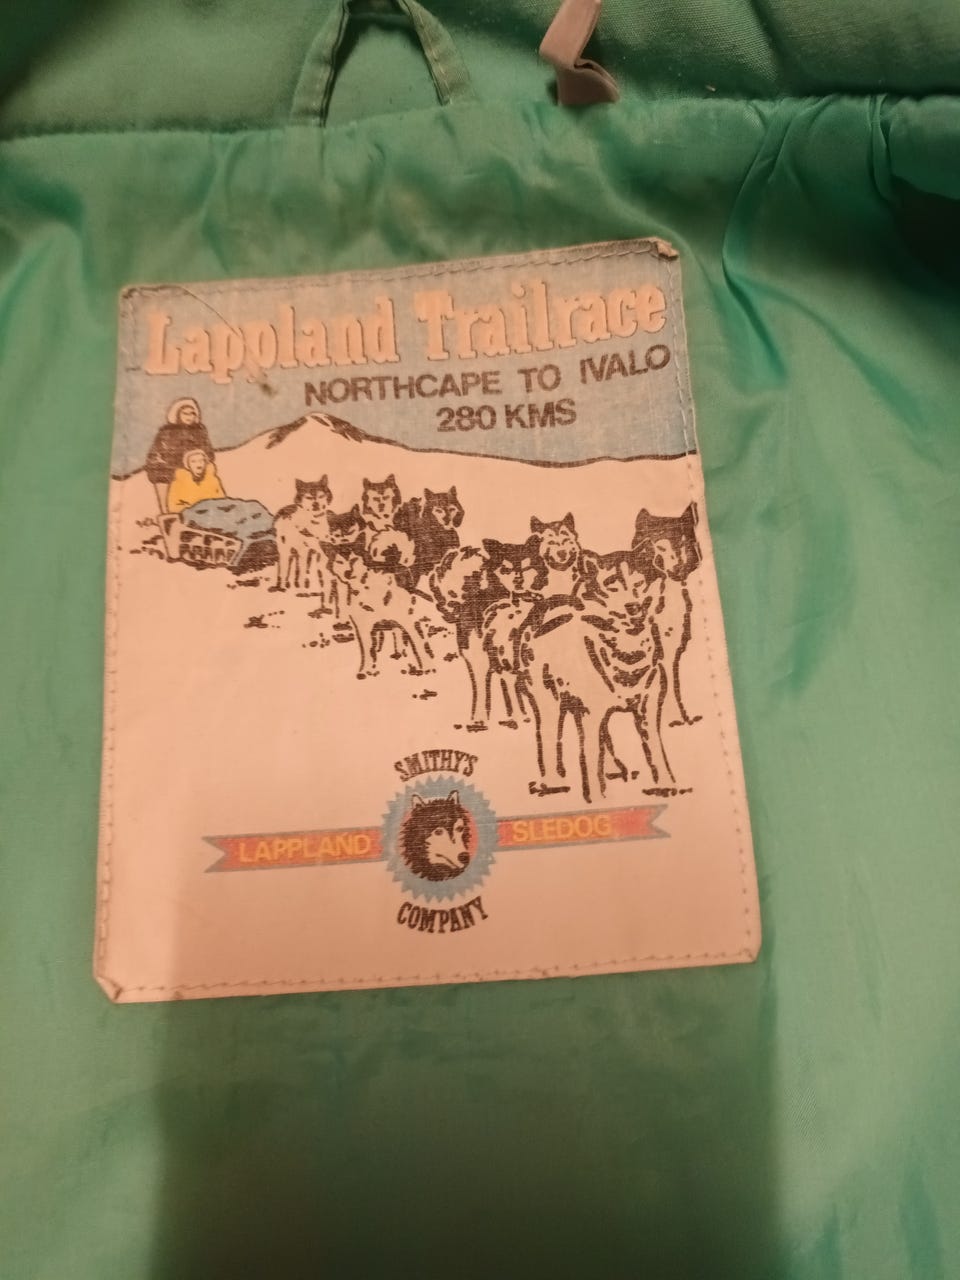 Lappland Trailrace
NORTHCAPE TO IVALO
280 KMS
SMITHY'S
LAPPLAND SLEDOG
COMPANY